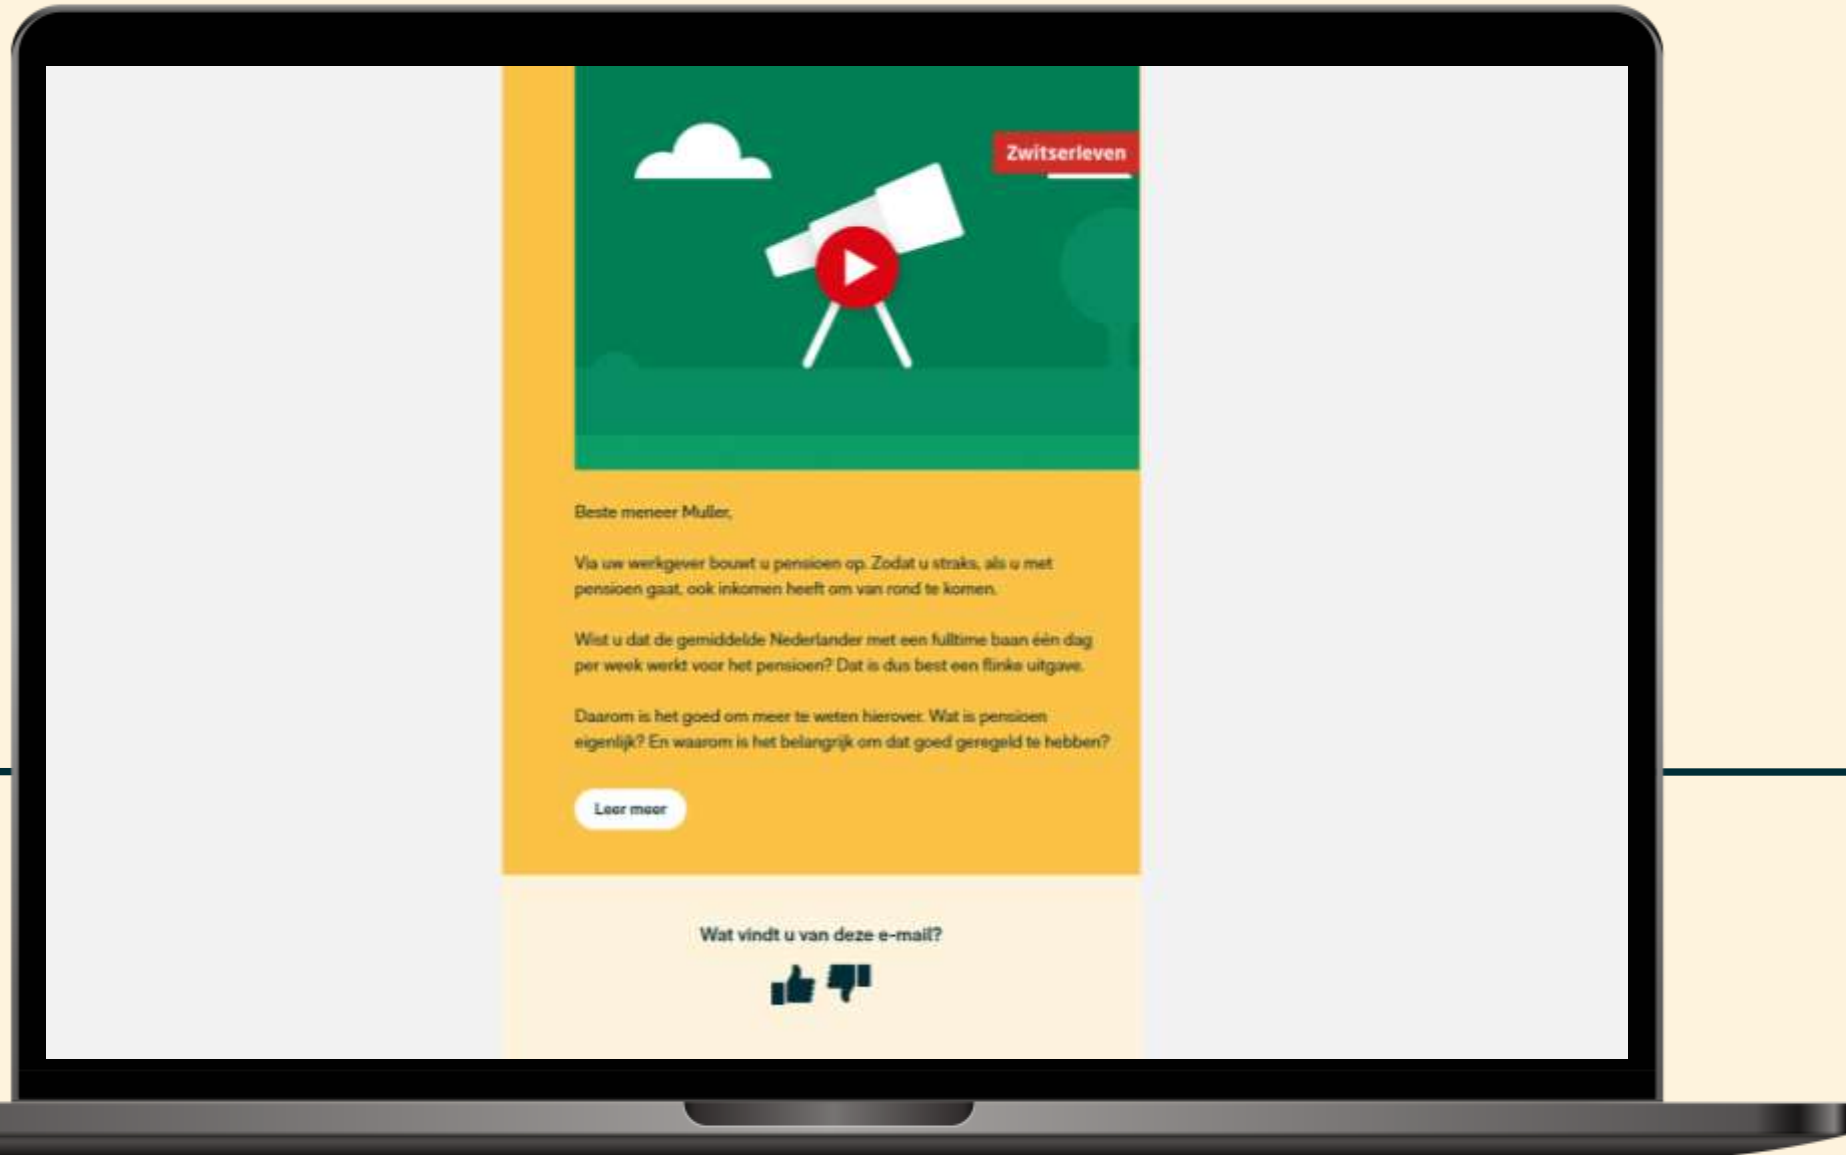 Zwitserleven
Beste meneer Muller,
Via uw werkgever bouwt u pensioen op. Zodat u straks, als u met
pensioen gaat, ook inkomen heeft om van rond te komen.
Wist u dat de gemiddelde Nederlander met een fulltime baan één dag
per week werkt voor het pensioen? Dat is dus best een flinke uitgave.
Daarom is het goed om meer te weten hierover. Wat is pensioen
eigenlijk? En waarom is het belangrijk om dat goed geregeld te hebben?
Leer meer
Wat vindt u van deze e-mail?